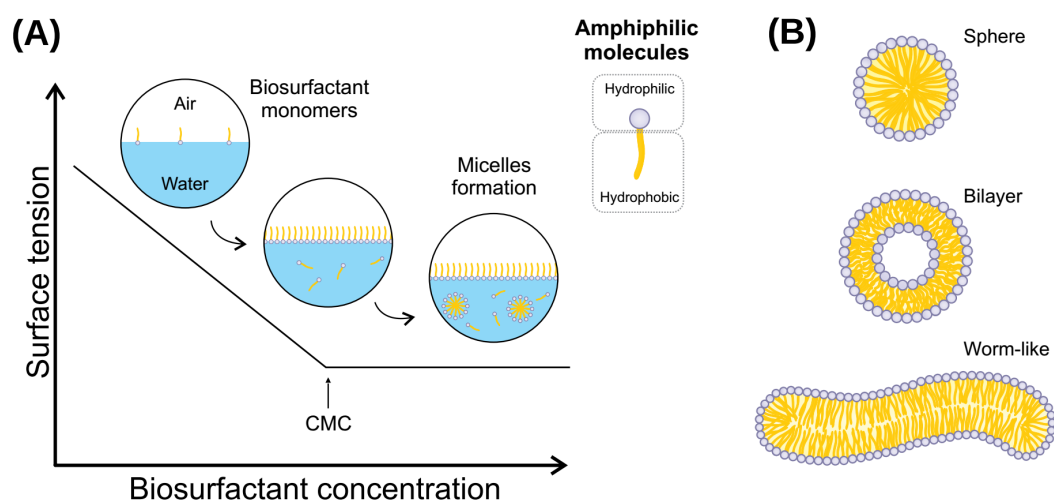 (A)
Surface tension
Air
Water
Biosurfactant
monomers
Micelles
formation
CMC
Biosurfactant concentration
Amphiphilic
molecules
Hydrophilic
Hydrophobic
(B)
Sphere
Bilayer
Worm-like